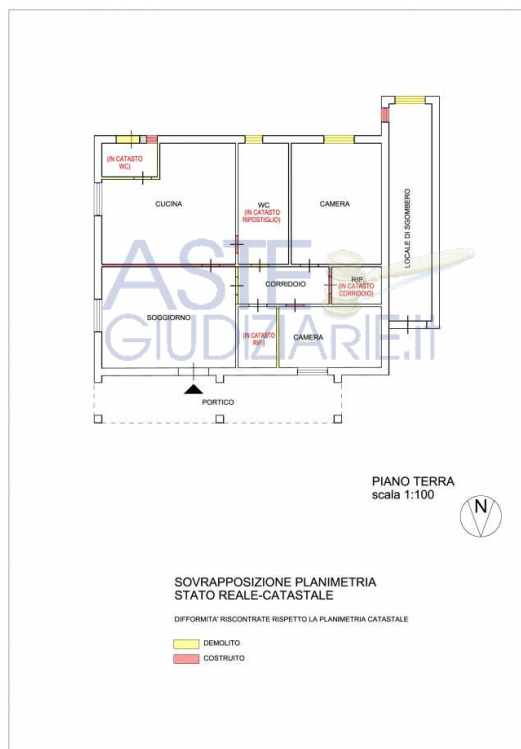 (IN CATASTO
WC)
CUCINA
WC
(IN CATASTO
RIPOSTIGLIO)
CAMERA
LOCALE DI SGOMBERO
ASTE
GIUDIZIARIE.it
CORRIDOIO
RIP.
(IN CATASTO
CORRIDOIO)
SOGGIORNO
(IN CATASTO
RIP.)
CAMERA
PORTICO
PIANO TERRA
scala 1:100
N
SOVRAPPOSIZIONE PLANIMETRIA
STATO REALE-CATASTALE
DIFFORMITA' RISCONTRATE RISPETTO LA PLANIMETRIA CATASTALE
DEMOLITO
COSTRUITO